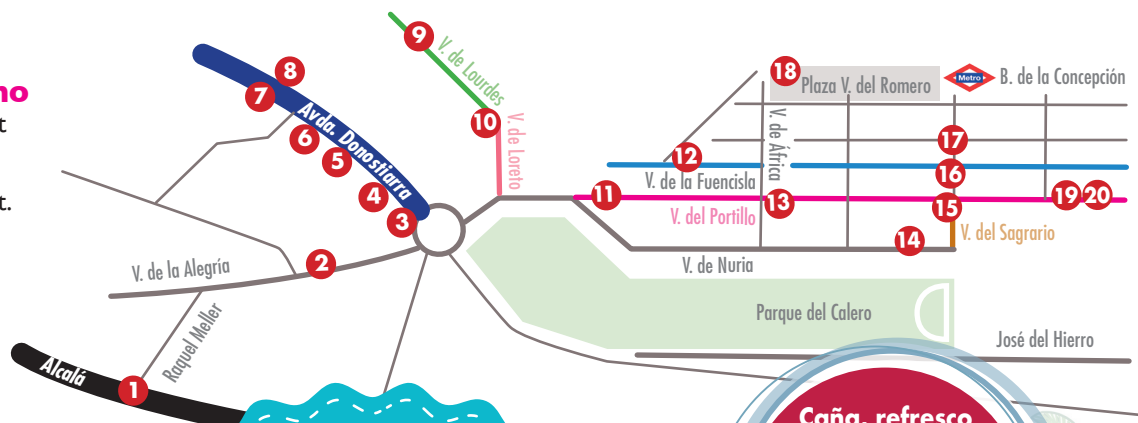 no
t
t.
9
V. de Lourdes
8
7
Avda. Donostiarra
10
V. de Loreto
6
5
4
3
2
V. de la Alegría
Raquel Meller
Alcalá
1
18
Plaza V. del Romero
Metro
B. de la Concepción
V. de África
17
12
16
V. de la Fuencisla
11
13
15
19
20
V. del Portillo
14
V. del Sagrario
V. de Nuria
Parque del Calero
José del Hierro
Caña, refresco